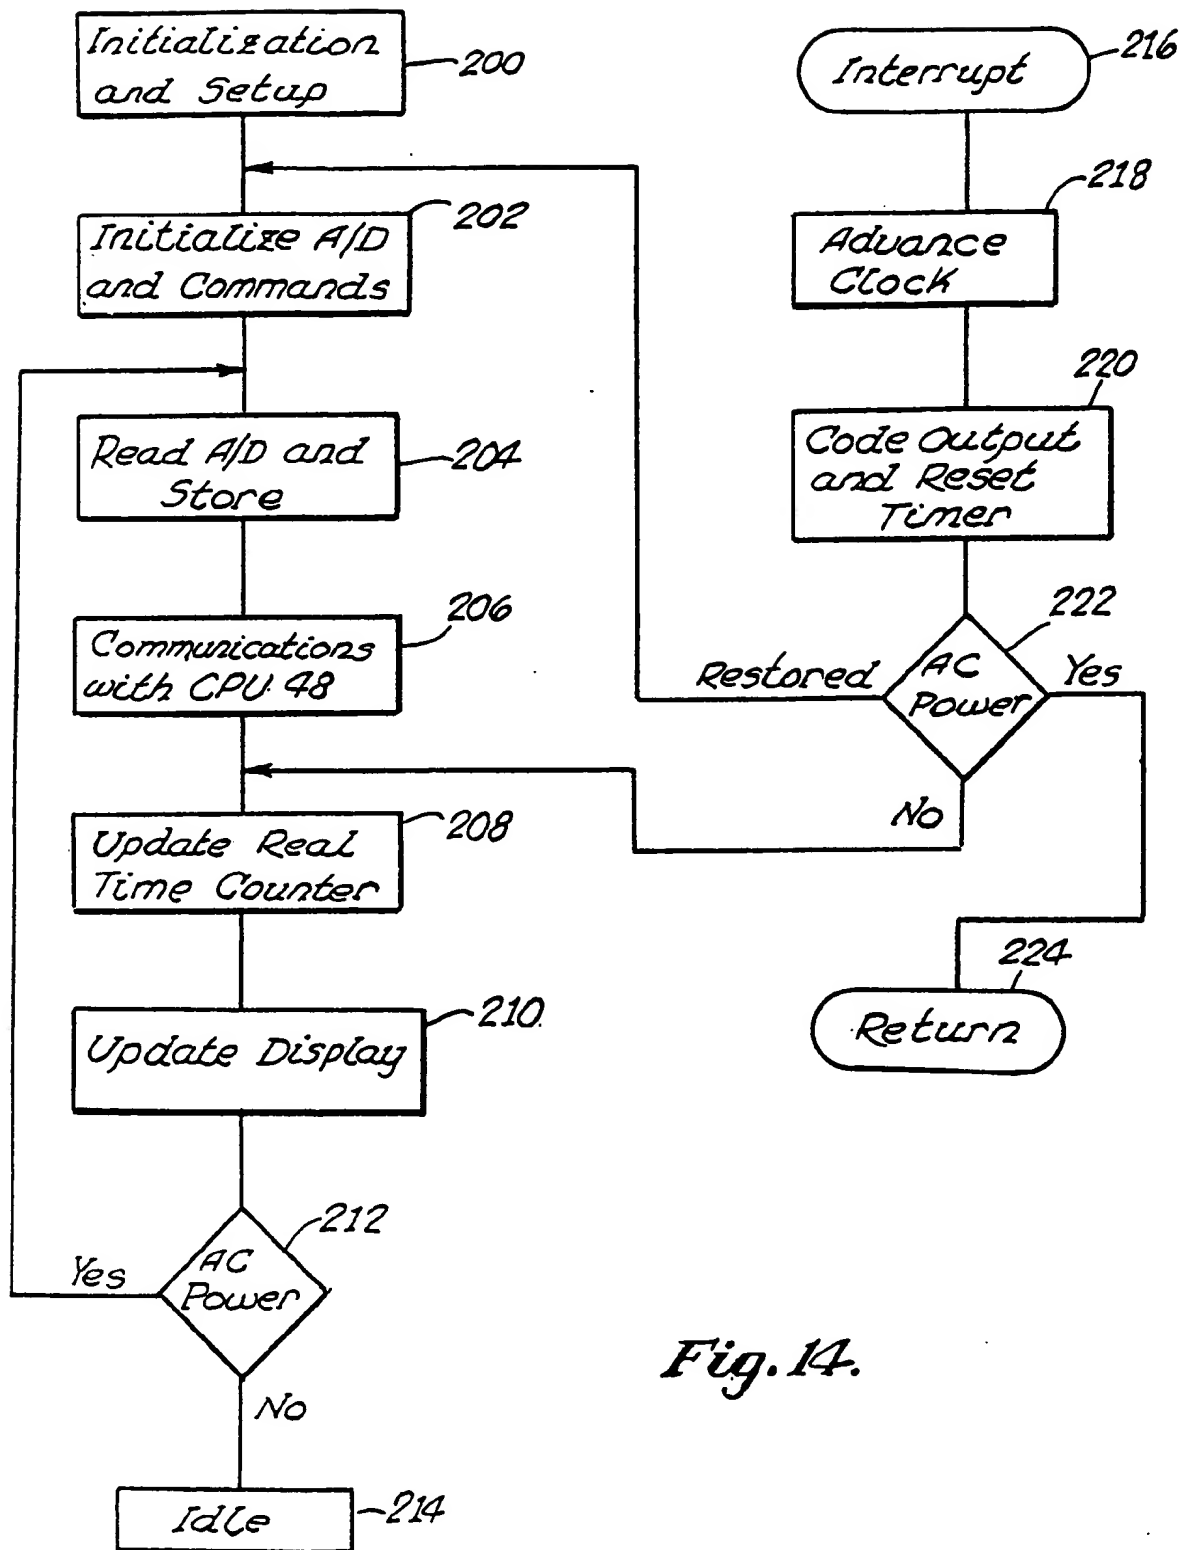 Initialization
and Setup
200
Initialize A/D
and Commands
202
Read A/D and
Store
204
Communications
with CPU 48
206
Update Real
Time Counter
208
Update Display
210
AC
Power
212
Yes
No
Idle
214
Interrupt
216
Advance
Clock
218
Code Output
and Reset
Timer
220
AC
Power
222
Restored
Yes
No
Return
224
Fig. 14.